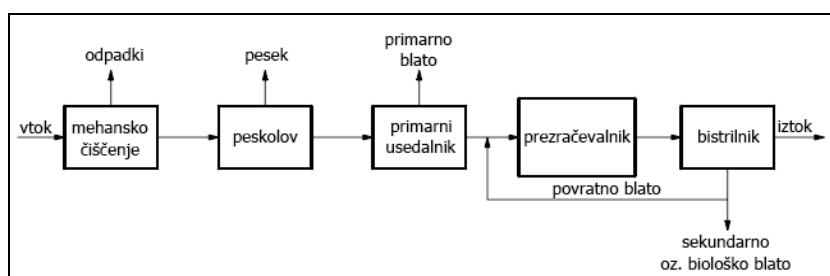 odpadki
pesek
primarno
blato
vtok
mehansko
čiščenje
peskolov
primarni
usedalnik
prezračevalnik
bistrilnik
iztok
povratno blato
sekundarno
oz. biološko blato